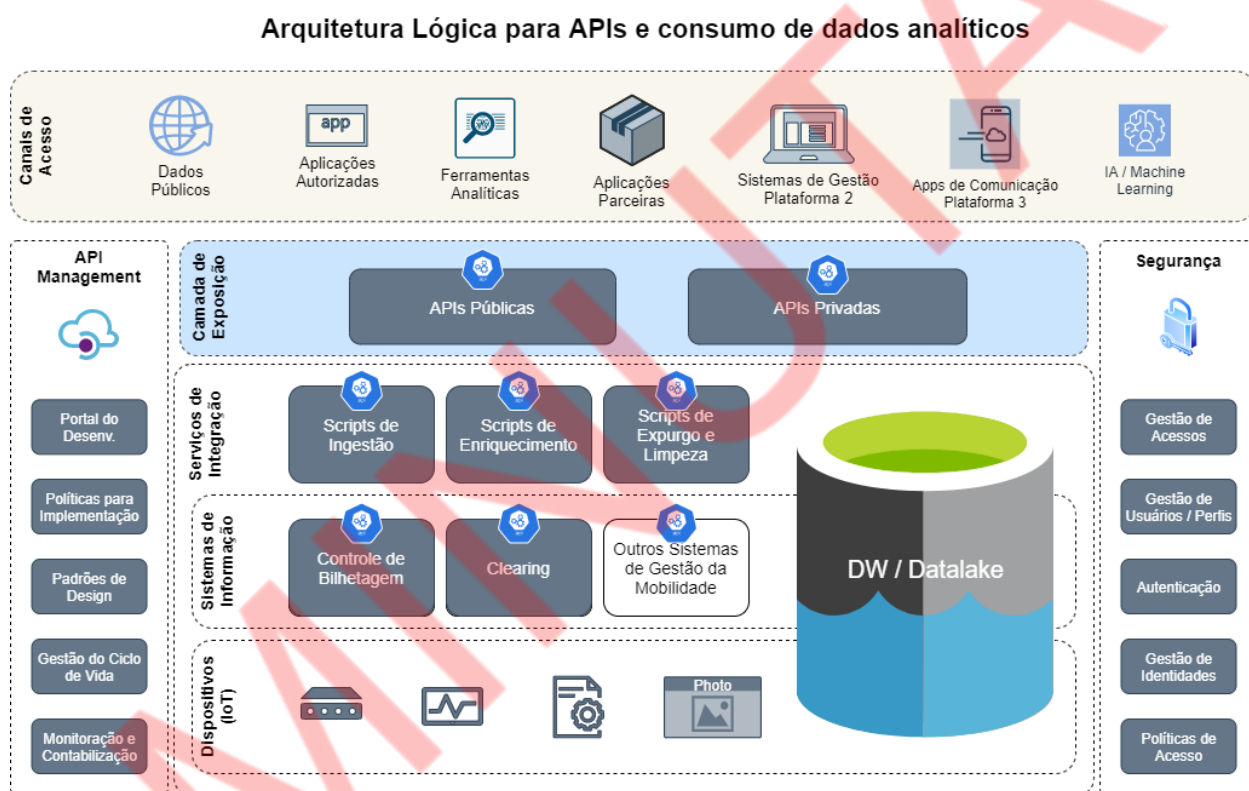 Arquitetura Lógica para APIs e consumo de dados analíticos
Canais de
Acesso
Dados
Públicos
app
Aplicações
Autorizadas
Ferramentas
Analíticas
Aplicações
Parceiras
Sistemas de Gestão
Plataforma 2
Apps de Comunicação
Plataforma 3
IA / Machine
Learning
API
Management
Portal do
Desenv.
Políticas para
Implementação
Padrões de
Design
Gestão do Ciclo
de Vida
Monitoração e
Contabilização
Camada de
Exposição
APIs Públicas
APIs Privadas
Serviços de
Integração
Scripts de
Ingestão
Scripts de
Enriquecimento
Scripts de
Expurgo e
Limpeza
Sistemas de
Informação
Controle de
Bilhetagem
Clearing
Outros Sistemas
de Gestão da
Mobilidade
Dispositivos
(IoT)
Photo
DW / Datalake
Segurança
Gestão de
Acessos
Gestão de
Usuários / Perfis
Autenticação
Gestão de
Identidades
Políticas de
Acesso
MINUTA